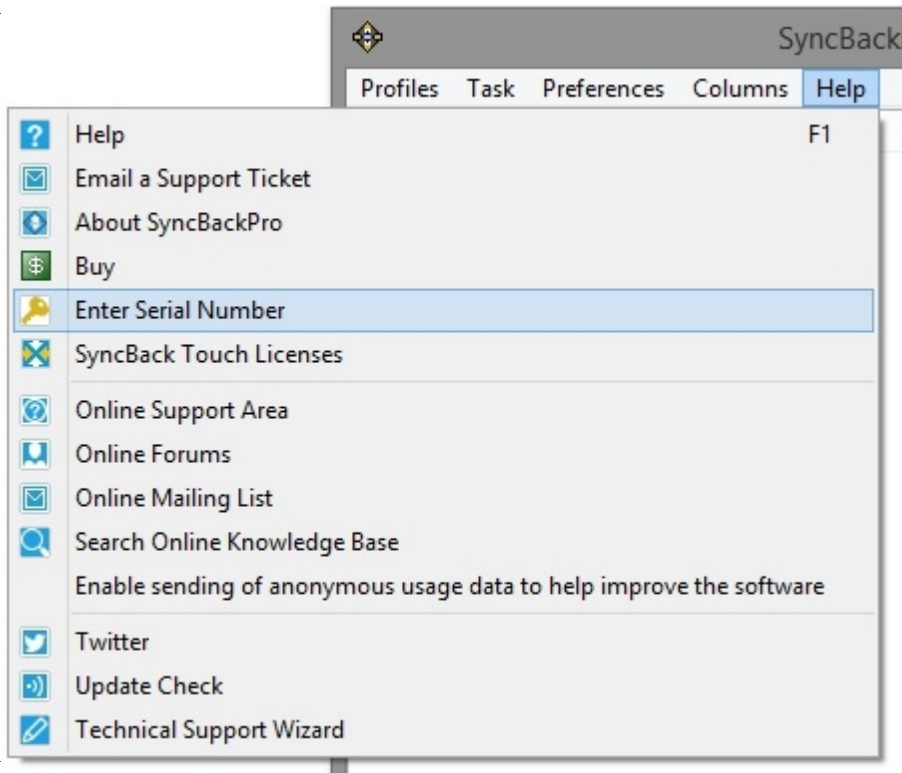 SyncBack
Profiles Task Preferences Columns Help
Help F1
Email a Support Ticket
About SyncBackPro
Buy
Enter Serial Number
SyncBack Touch Licenses
Online Support Area
Online Forums
Online Mailing List
Search Online Knowledge Base
Enable sending of anonymous usage data to help improve the software
Twitter
Update Check
Technical Support Wizard